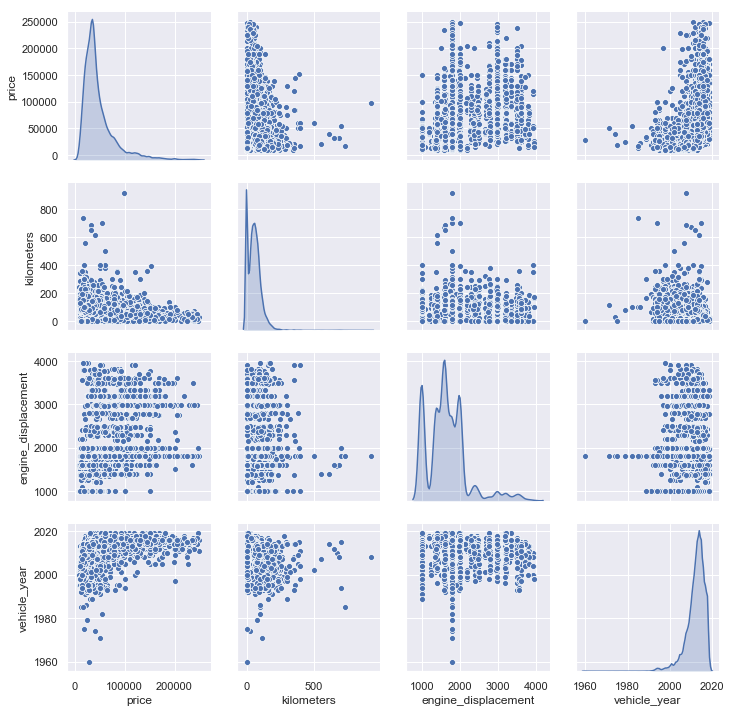 250000
200000
150000
100000
50000
0
price
800
600
400
200
0
kilometers
4000
3000
2000
1000
engine_displacement
2020
2000
1980
1960
vehicle_year
0 100000 200000
price
0 500
kilometers
1000 2000 3000 4000
engine_displacement
1960 1980 2000 2020
vehicle_year